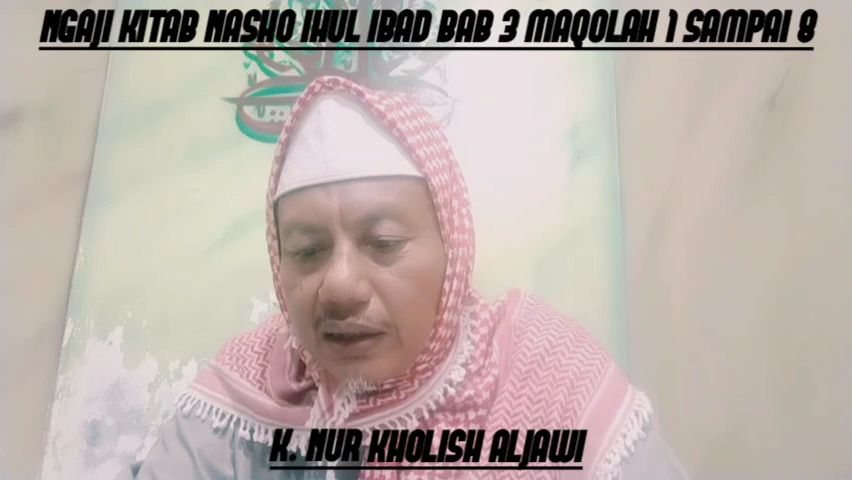 NGAJI KITAB NASHO IHUL IBAD BAB 3 MAQOLAH 1 SAMPAI 8
K. NUR KHOLISH ALJAWI